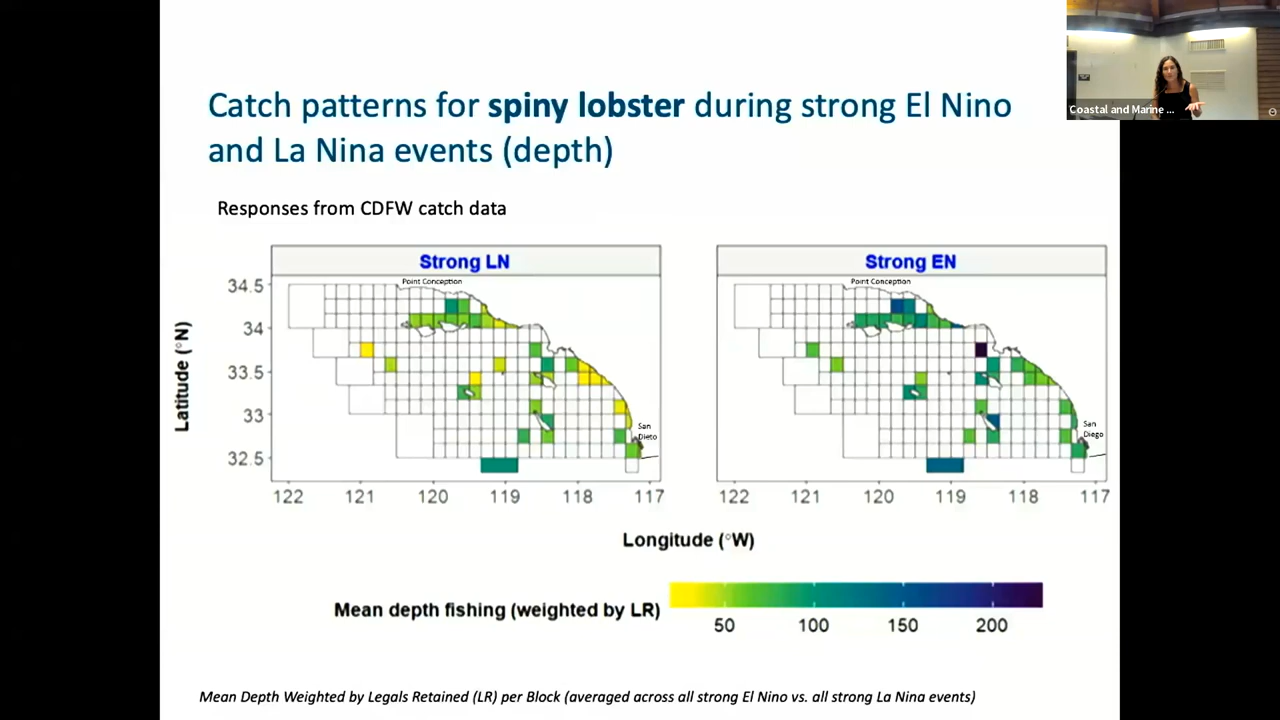 Catch patterns for spiny lobster during strong El Nino
and La Nina events (depth)
Coastal and Marine ...
Responses from CDFW catch data
Strong LN
Strong EN
Point Conception
Point Conception
34.5
34
33.5
33
32.5
Latitude (°N)
San
Dieto
San
Diego
122 121 120 119 118 117
122 121 120 119 118 117
Longitude (°W)
Mean depth fishing (weighted by LR)
50 100 150 200
Mean Depth Weighted by Legals Retained (LR) per Block (averaged across all strong El Nino vs. all strong La Nina events)